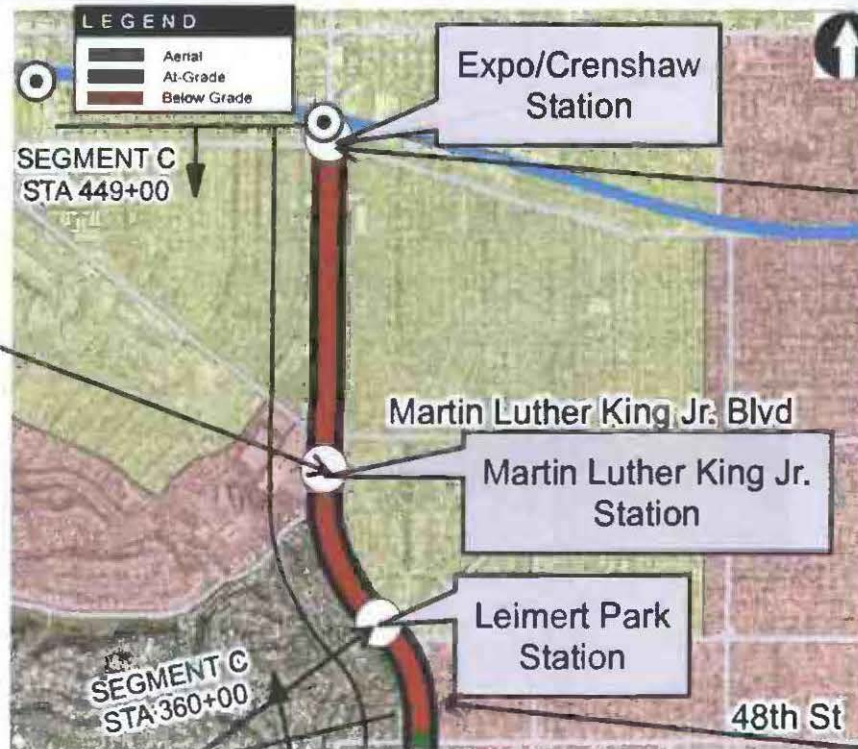 LEGEND
Aerial
At-Grade
Below Grade
Expo/Crenshaw
Station
SEGMENT C
STA 449+00
Martin Luther King Jr. Blvd
Martin Luther King Jr.
Station
Leimert Park
Station
SEGMENT C
STA 360+00
48th St